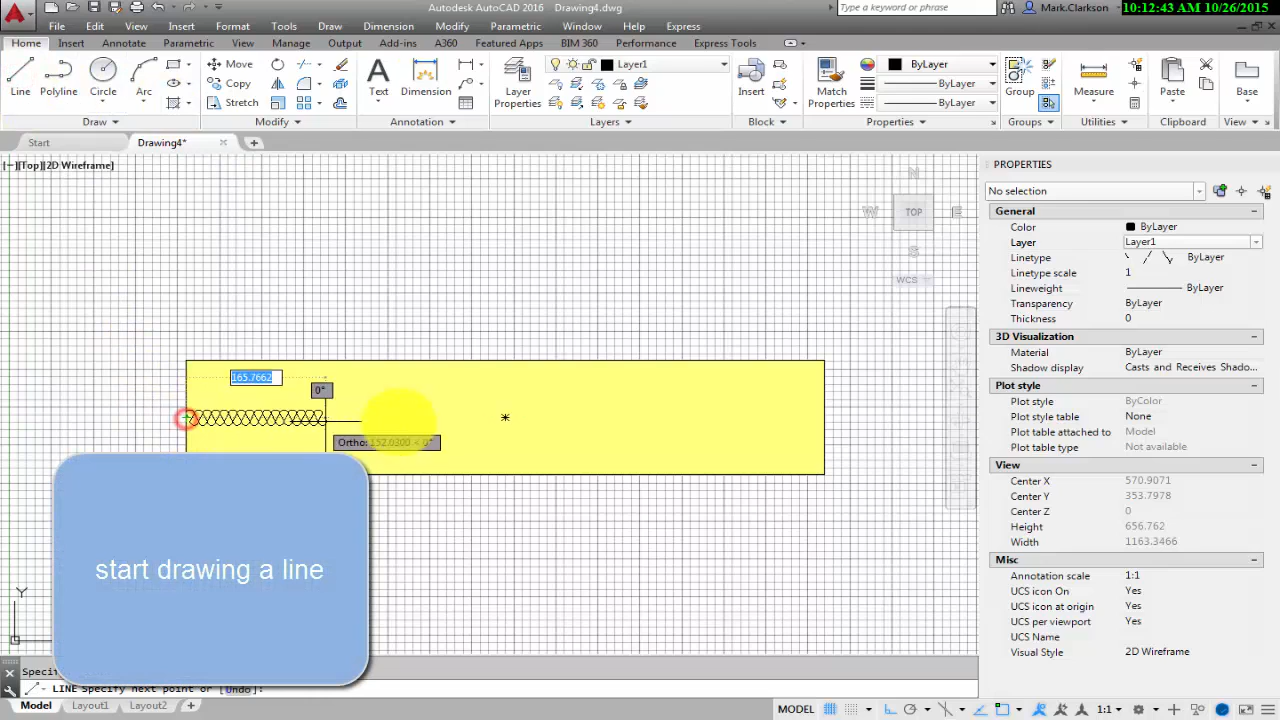 Autodesk AutoCAD 2016 Drawing4.dwg
Type a keyword or phrase
Mark.Clarkson
10:12:43 AM 10/26/2015
File Edit View Insert Format Tools Draw Dimension Modify Parametric Window Help Express
Home Insert Annotate Parametric View Manage Output Add-ins A360 Featured Apps BIM 360 Performance Express Tools
Line Polyline Circle Arc
Move Copy Stretch
Text Dimension
Layer Properties
Layer1
Insert
Match Properties
ByLayer
ByLayer
ByLayer
Group
Measure
Paste
Base
Draw Modify Annotation Layers Block Properties Groups Utilities Clipboard View
Start Drawing4*
[−][Top][2D Wireframe]
N
W TOP E
S
WCS
165.7662
0°
Ortho: 152.0300 < 0°
start drawing a line
Y
Specify
LINE Specify next point or [Undo]:
Model Layout1 Layout2 +
MODEL 1:1
PROPERTIES
No selection
General
Color ByLayer
Layer Layer1
Linetype ByLayer
Linetype scale 1
Lineweight ByLayer
Transparency ByLayer
Thickness 0
3D Visualization
Material ByLayer
Shadow display Casts and Receives Shado...
Plot style
Plot style ByColor
Plot style table None
Plot table attached to Model
Plot table type Not available
View
Center X 570.9071
Center Y 353.7978
Center Z 0
Height 656.762
Width 1163.3466
Misc
Annotation scale 1:1
UCS icon On Yes
UCS icon at origin Yes
UCS per viewport Yes
UCS Name
Visual Style 2D Wireframe